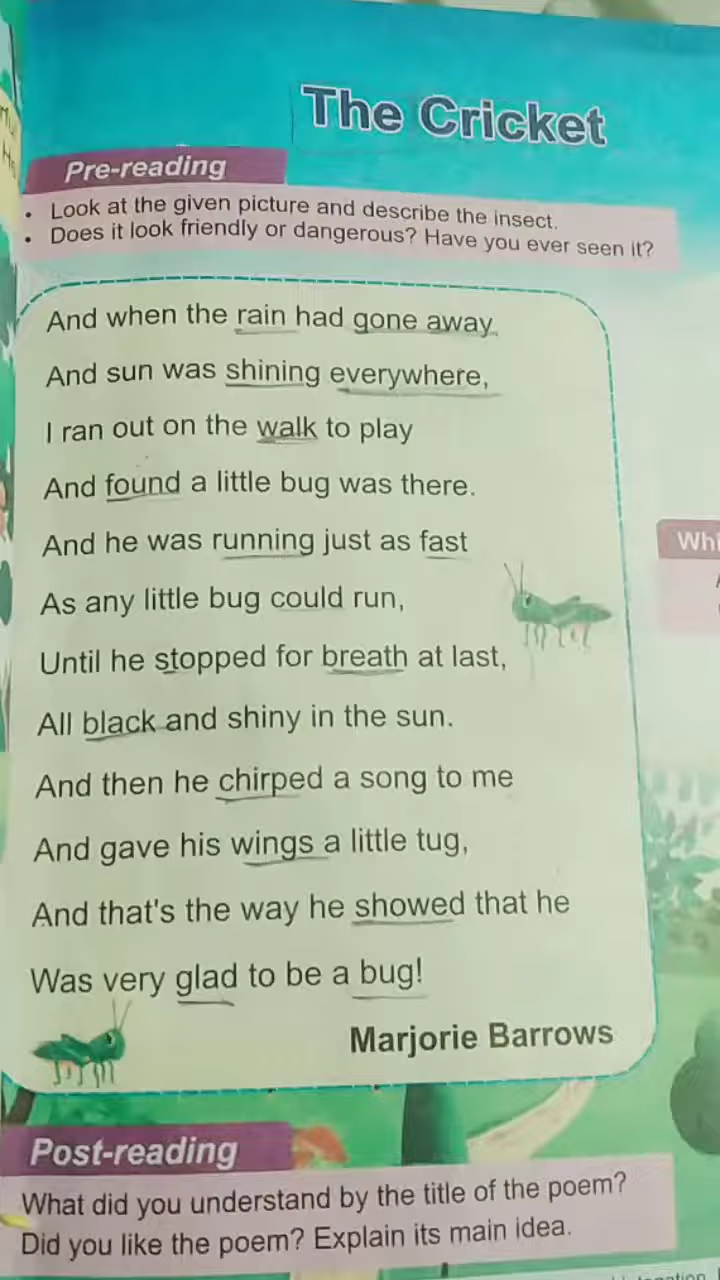 The Cricket
Pre-reading
• Look at the given picture and describe the insect.
• Does it look friendly or dangerous? Have you ever seen it?
And when the rain had gone away
And sun was shining everywhere,
I ran out on the walk to play
And found a little bug was there.
And he was running just as fast
As any little bug could run,
Until he stopped for breath at last,
All black and shiny in the sun.
And then he chirped a song to me
And gave his wings a little tug,
And that's the way he showed that he
Was very glad to be a bug!
Marjorie Barrows
Post-reading
What did you understand by the title of the poem?
Did you like the poem? Explain its main idea.